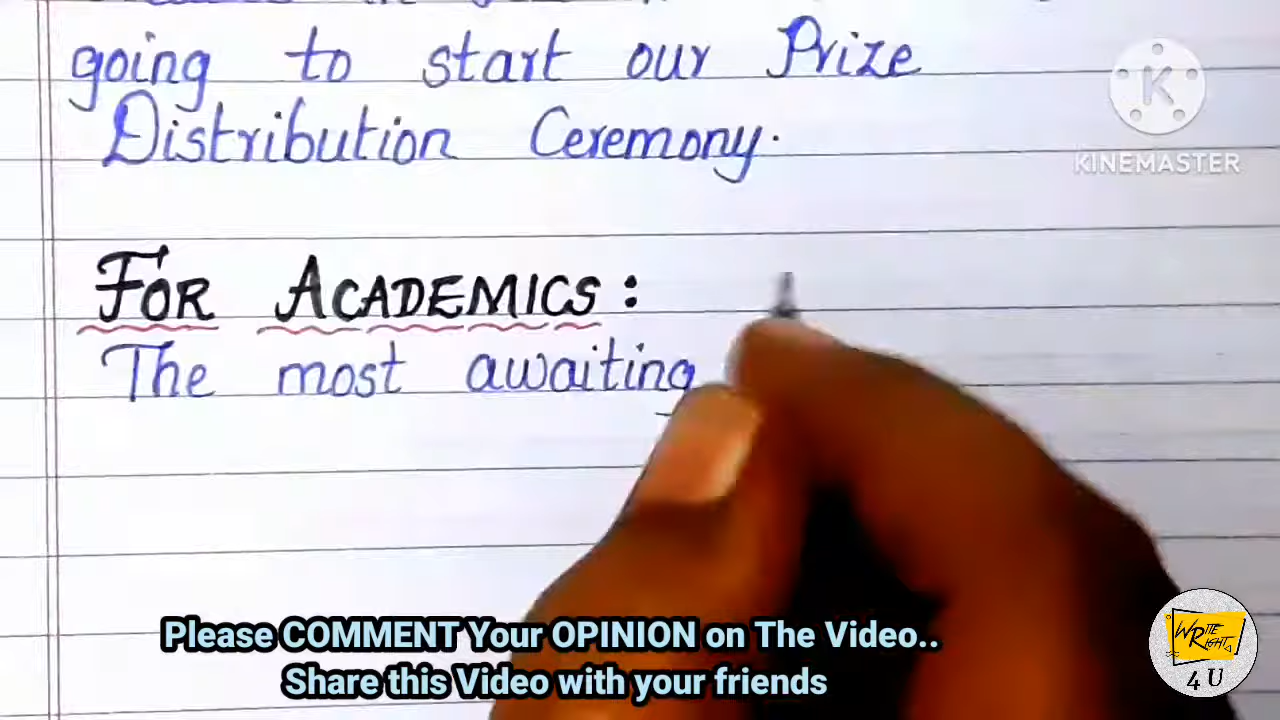 going to start our Prize
KINEMASTER
Distribution Ceremony.
FOR ACADEMICS:
The most awaiting
Please COMMENT Your OPINION on The Video..
Share this Video with your friends
WRITE
RIGHT
4 U